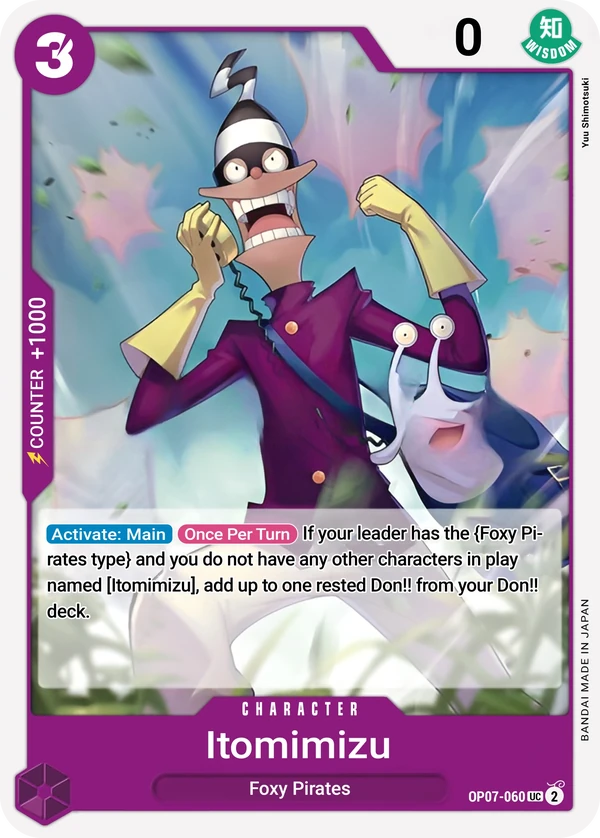 3
0
知
WISDOM
Yuu Shimotsuki
COUNTER +1000
Activate: Main Once Per Turn If your leader has the {Foxy Pi-
rates type} and you do not have any other characters in play
named [Itomimizu], add up to one rested Don!! from your Don!!
deck.
BANDAI MADE IN JAPAN
CHARACTER
Itomimizu
Foxy Pirates
OP07-060 UC 2